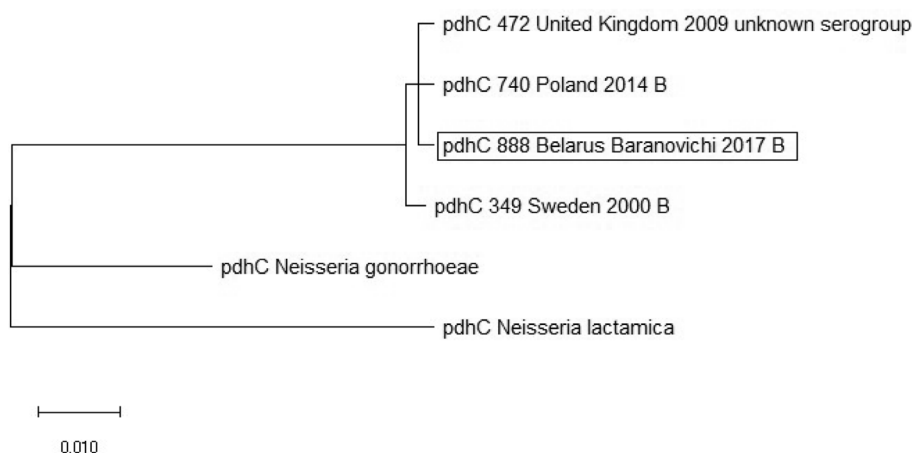 pdhC 472 United Kingdom 2009 unknown serogroup
pdhC 740 Poland 2014 B
pdhC 888 Belarus Baranovichi 2017 B
pdhC 349 Sweden 2000 B
pdhC Neisseria gonorrhoeae
pdhC Neisseria lactamica
0.010